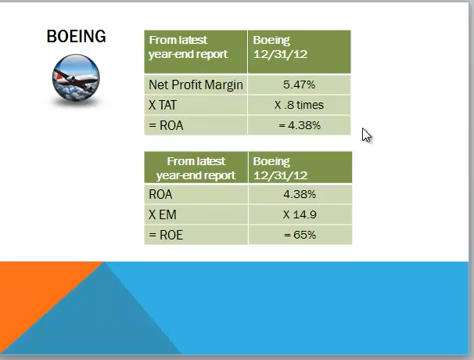 BOEING
From latest Boeing
year-end report 12/31/12
Net Profit Margin 5.47%
X TAT X .8 times
= ROA = 4.38%
From latest Boeing
year-end report 12/31/12
ROA 4.38%
X EM X 14.9
= ROE = 65%